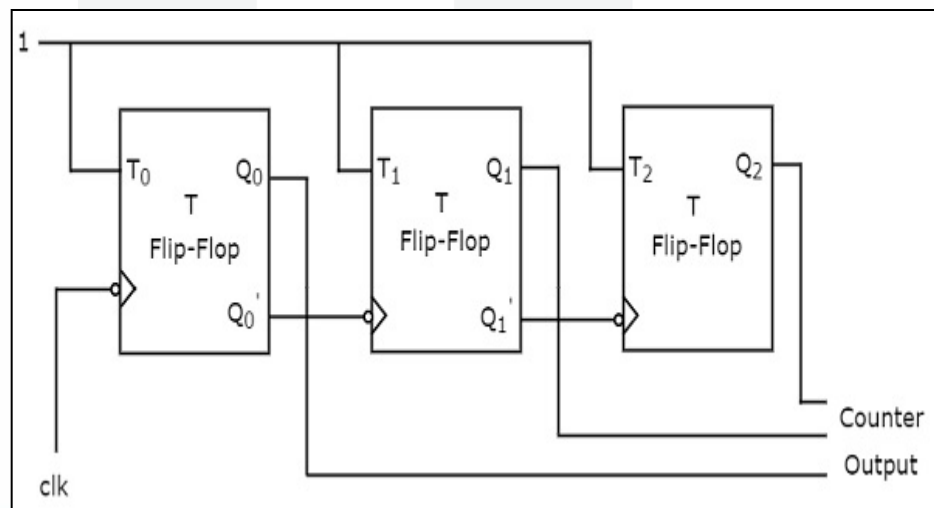 1
T₀ Q₀
T
Flip-Flop
Q₀'
T₁ Q₁
T
Flip-Flop
Q₁'
T₂ Q₂
T
Flip-Flop
clk
Counter
Output